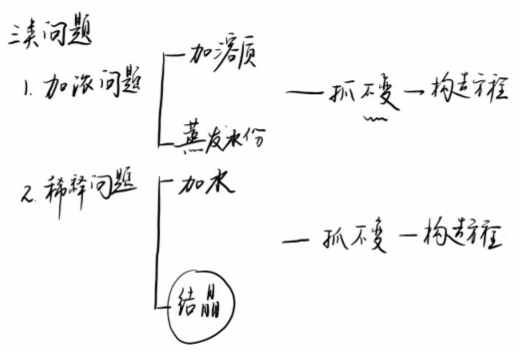 三类问题
加溶质
1. 加浓问题
抓不变 — 构造方程
蒸发水份
2. 稀释问题
加水
抓不变 — 构造方程
结晶